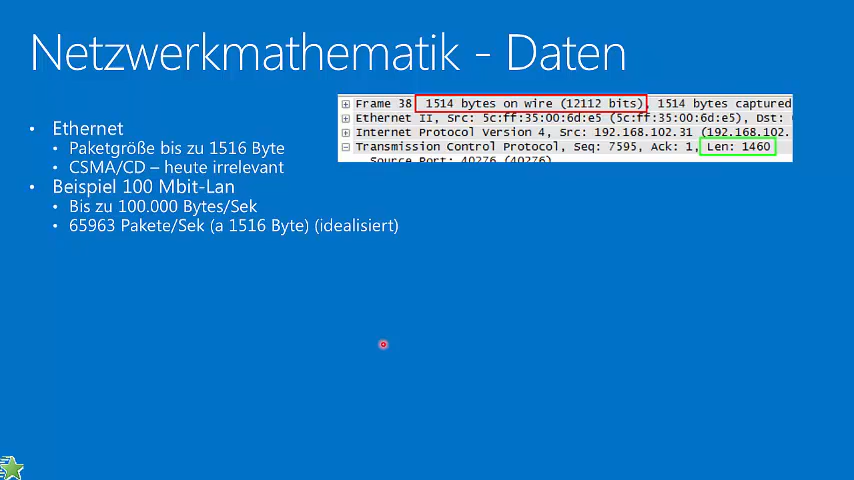 Netzwerkmathematik - Daten
Frame 38 1514 bytes on wire (12112 bits), 1514 bytes captured
Ethernet II, Src: 5c:ff:35:00:6d:e5 (5c:ff:35:00:6d:e5), Dst:
Internet Protocol Version 4, Src: 192.168.102.31 (192.168.102.
Transmission Control Protocol, Seq: 7595, Ack: 1, Len: 1460
Source Port: 40276 (40276)
• Ethernet
• Paketgröße bis zu 1516 Byte
• CSMA/CD – heute irrelevant
• Beispiel 100 Mbit-Lan
• Bis zu 100.000 Bytes/Sek
• 65963 Pakete/Sek (a 1516 Byte) (idealisiert)